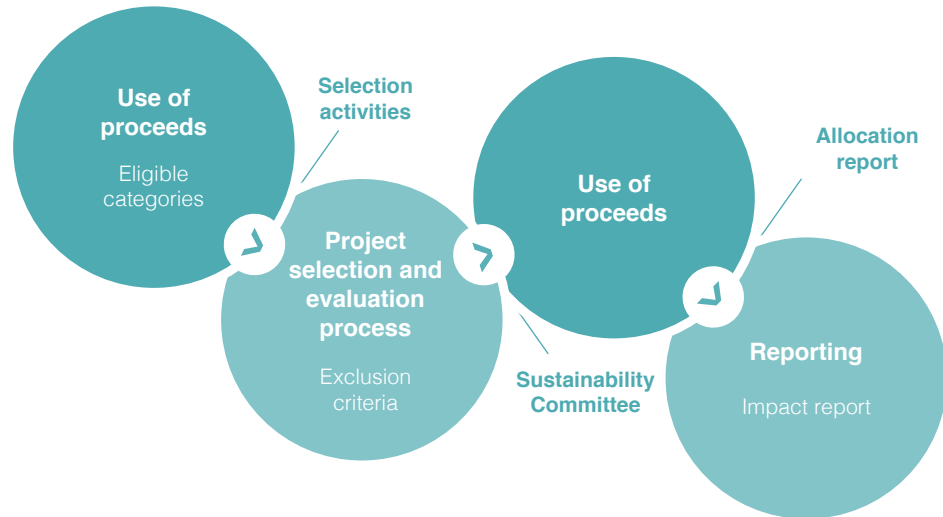 Use of
proceeds
Eligible
categories
Selection
activities
Project
selection and
evaluation
process
Exclusion
criteria
Sustainability
Committee
Use of
proceeds
Allocation
report
Reporting
Impact report